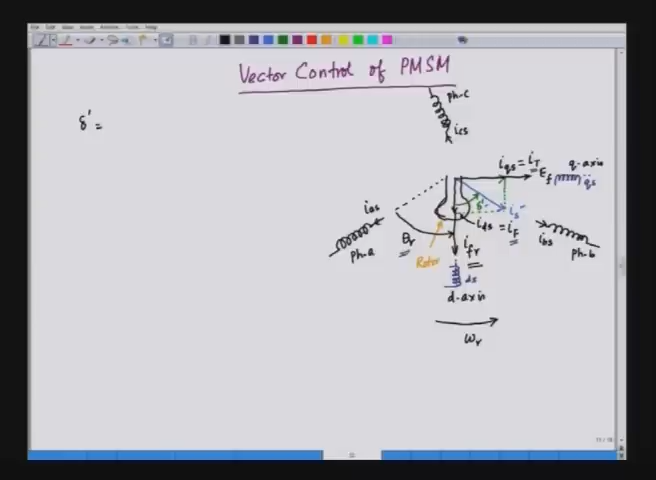 Vector Control of PMSM
ph-c
ics
δ' =
iqs = iT
Ef
q-axis
qs
ias
δ'
is
ids = iF
ibs
θr
ifr
ph-a
ph-b
Rotor
ds
d-axis
ωr